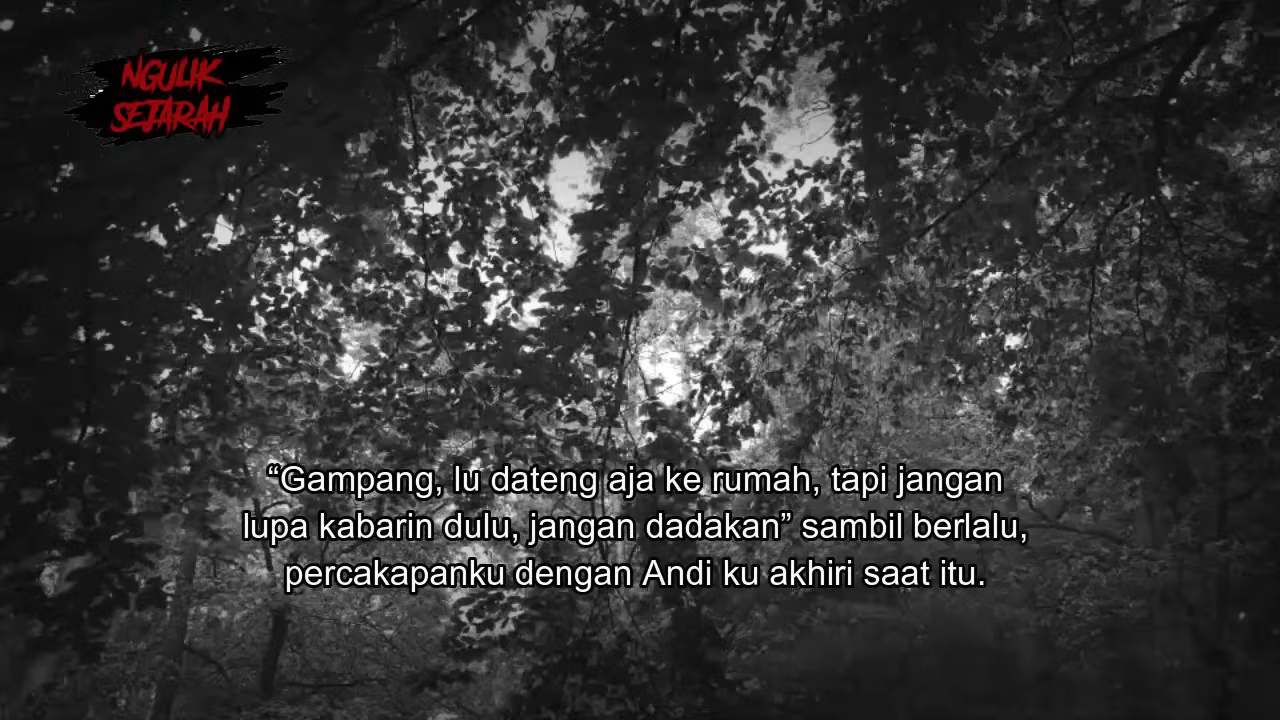 NGULIK
SEJARAH
“Gampang, lu dateng aja ke rumah, tapi jangan
lupa kabarin dulu, jangan dadakan” sambil berlalu,
percakapanku dengan Andi ku akhiri saat itu.